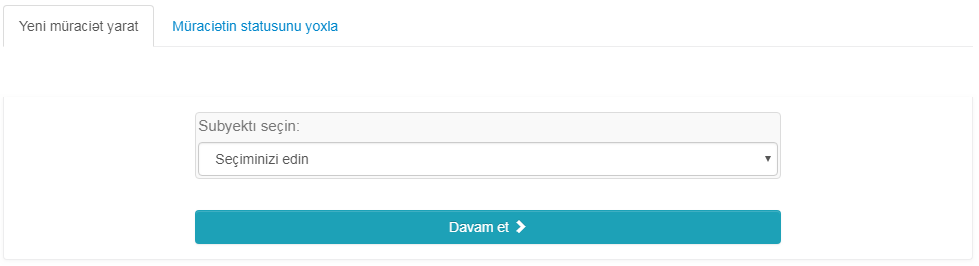 Yeni müraciət yarat
Müraciətin statusunu yoxla
Subyektı seçin:
Seçiminizi edin
Davam et